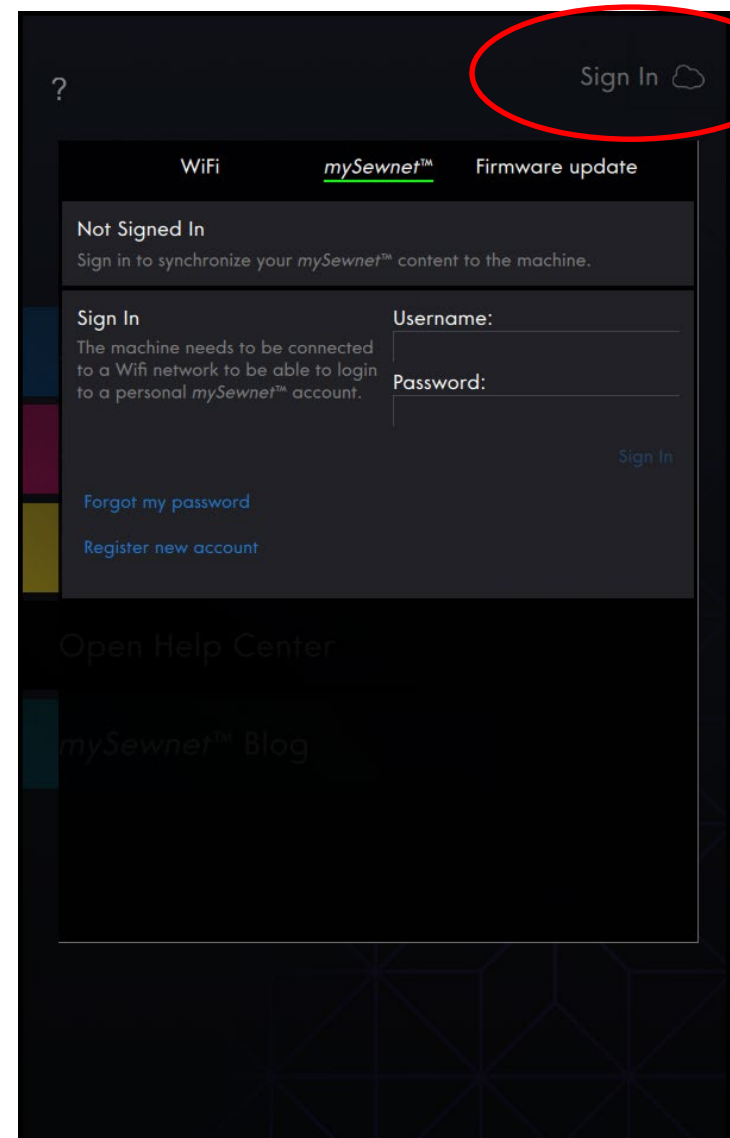 ?
Sign In
WiFi mySewnet™ Firmware update
Not Signed In
Sign in to synchronize your mySewnet™ content to the machine.
Sign In
The machine needs to be connected
to a Wifi network to be able to login
to a personal mySewnet™ account.
Username:
Password:
Sign In
Forgot my password
Register new account
Open Help Center
mySewnet™ Blog